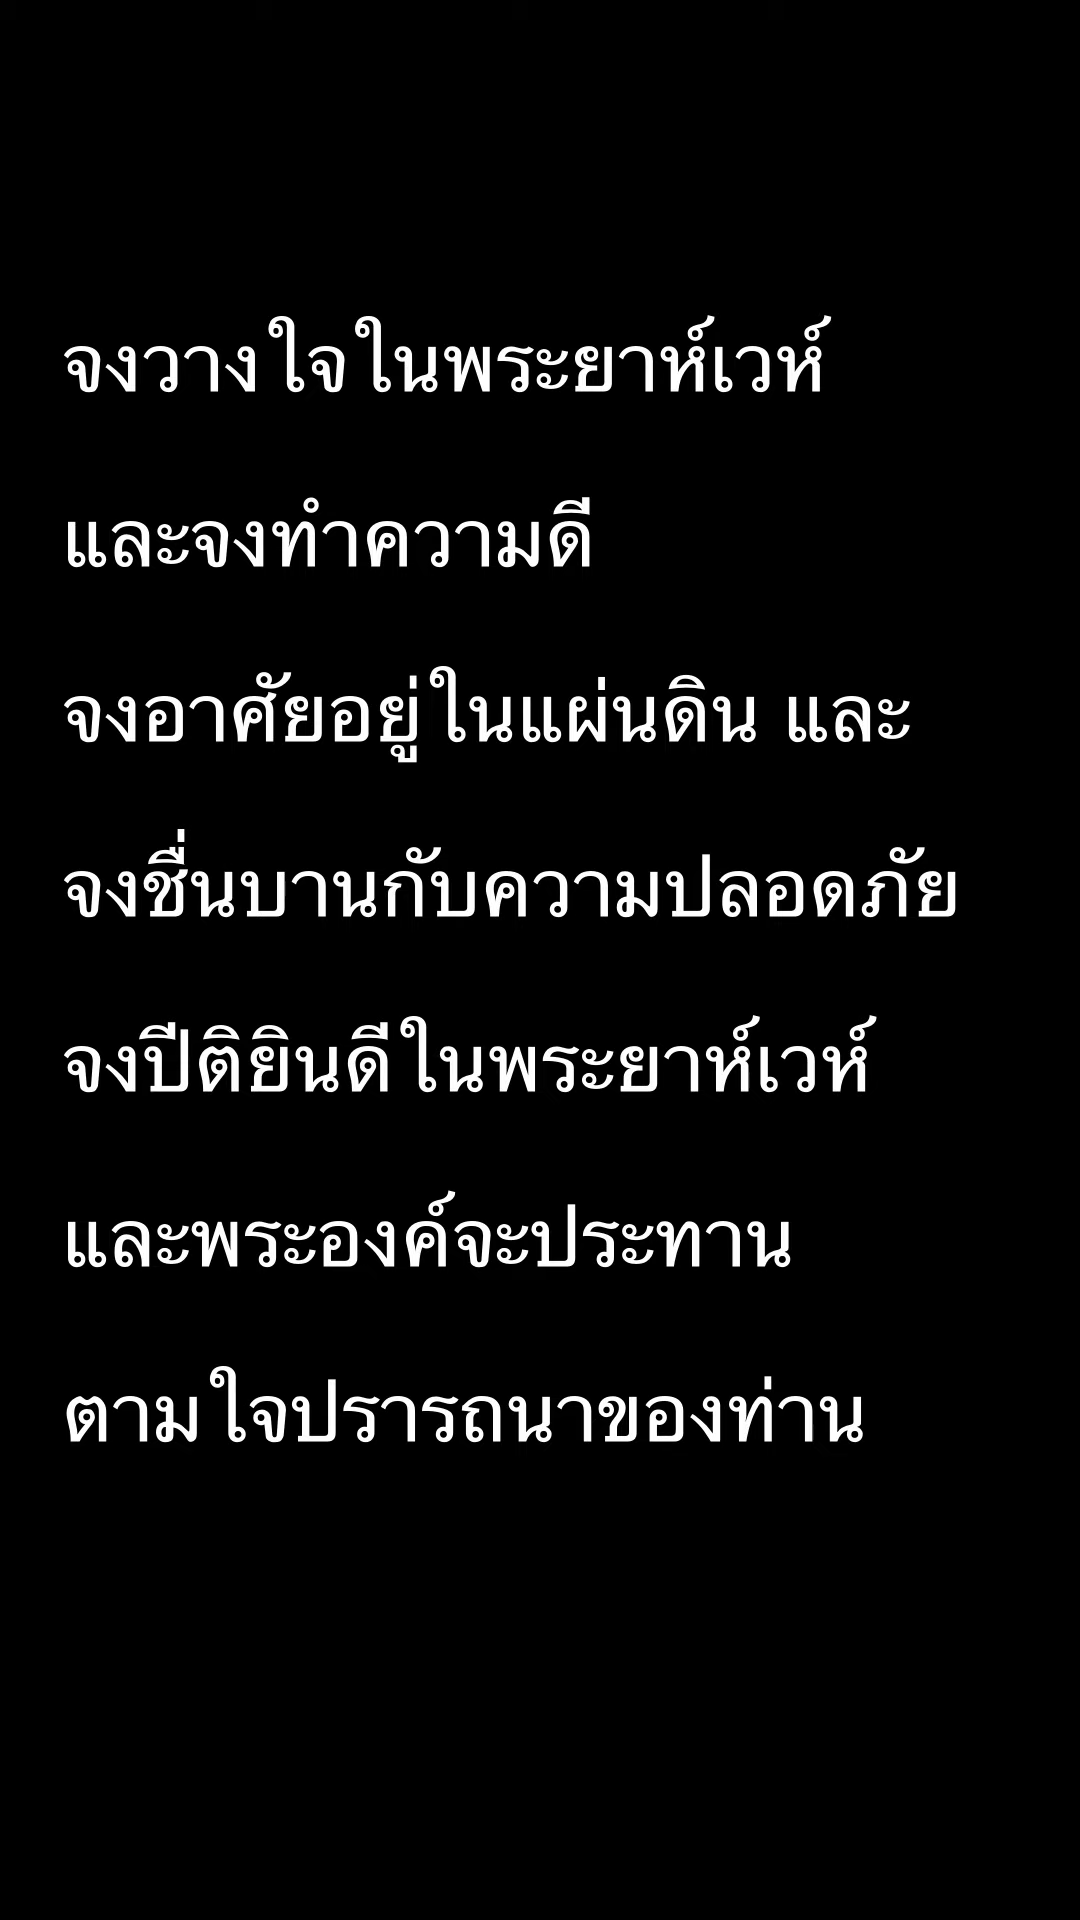 จงวางใจในพระยาห์เวห์
และจงทำความดี
จงอาศัยอยู่ในแผ่นดิน และ
จงชื่นบานกับความปลอดภัย
จงปีติยินดีในพระยาห์เวห์
และพระองค์จะประทาน
ตามใจปรารถนาของท่าน